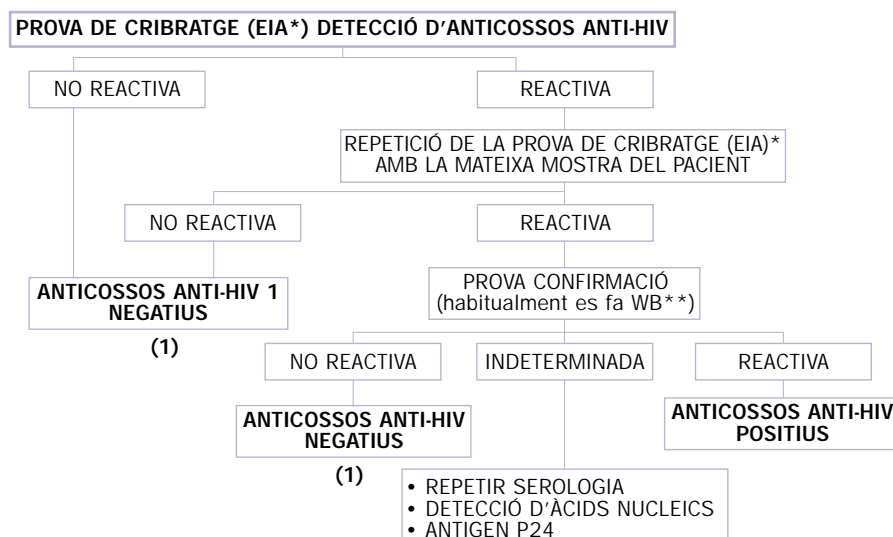 PROVA DE CRIBRATGE (EIA*) DETECCIÓ D'ANTICOSSOS ANTI-HIV
NO REACTIVA
REACTIVA
REPETICIÓ DE LA PROVA DE CRIBRATGE (EIA)*
AMB LA MATEIXA MOSTRA DEL PACIENT
NO REACTIVA
REACTIVA
ANTICOSSOS ANTI-HIV 1
NEGATIUS
(1)
PROVA CONFIRMACIÓ
(habitualment es fa WB**)
NO REACTIVA
INDETERMINADA
REACTIVA
ANTICOSSOS ANTI-HIV
NEGATIUS
(1)
ANTICOSSOS ANTI-HIV
POSITIUS
• REPETIR SEROLOGIA
• DETECCIÓ D'ÀCIDS NUCLEICS
• ANTIGEN P24